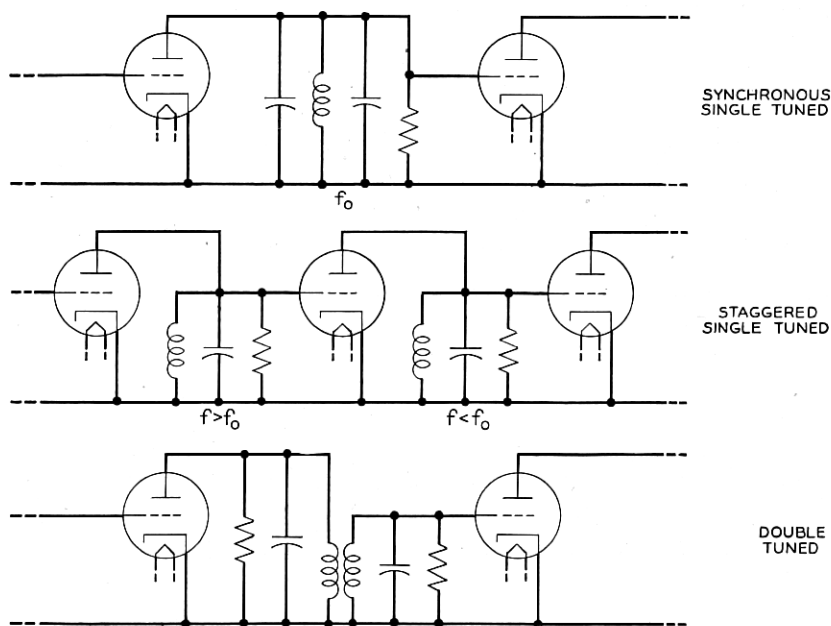 SYNCHRONOUS
SINGLE TUNED
f₀
STAGGERED
SINGLE TUNED
f>f₀
f<f₀
DOUBLE
TUNED